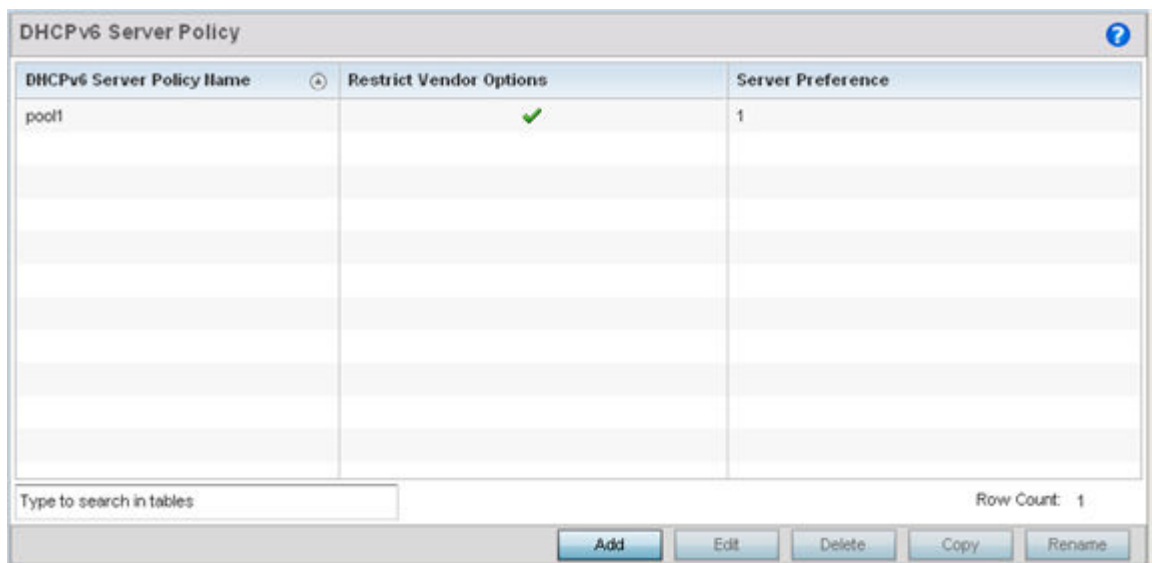 DHCPv6 Server Policy
?
DHCPv6 Server Policy Name Restrict Vendor Options Server Preference
pool1 1
Type to search in tables Row Count: 1
Add Edit Delete Copy Rename